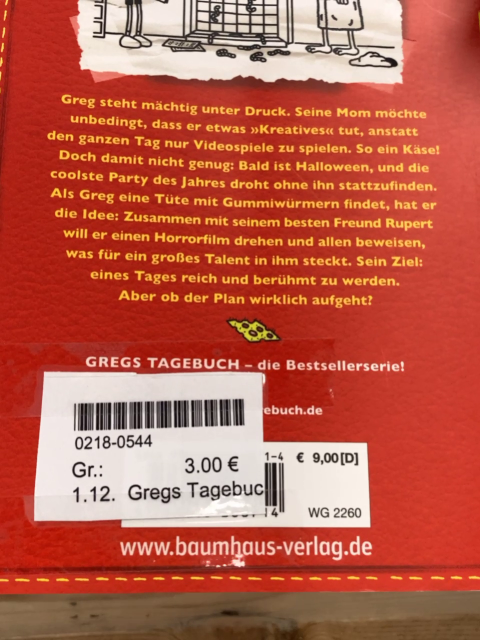 Greg steht mächtig unter Druck. Seine Mom möchte
unbedingt, dass er etwas »Kreatives« tut, anstatt
den ganzen Tag nur Videospiele zu spielen. So ein Käse!
Doch damit nicht genug: Bald ist Halloween, und die
coolste Party des Jahres droht ohne ihn stattzufinden.
Als Greg eine Tüte mit Gummiwürmern findet, hat er
die Idee: Zusammen mit seinem besten Freund Rupert
will er einen Horrorfilm drehen und allen beweisen,
was für ein großes Talent in ihm steckt. Sein Ziel:
eines Tages reich und berühmt zu werden.
Aber ob der Plan wirklich aufgeht?
GREGS TAGEBUCH – die Bestsellerserie!
ebuch.de
0218-0544
Gr.: 3.00 €
1.12. Gregs Tagebuc
1-4 € 9,00[D]
14 WG 2260
www.baumhaus-verlag.de